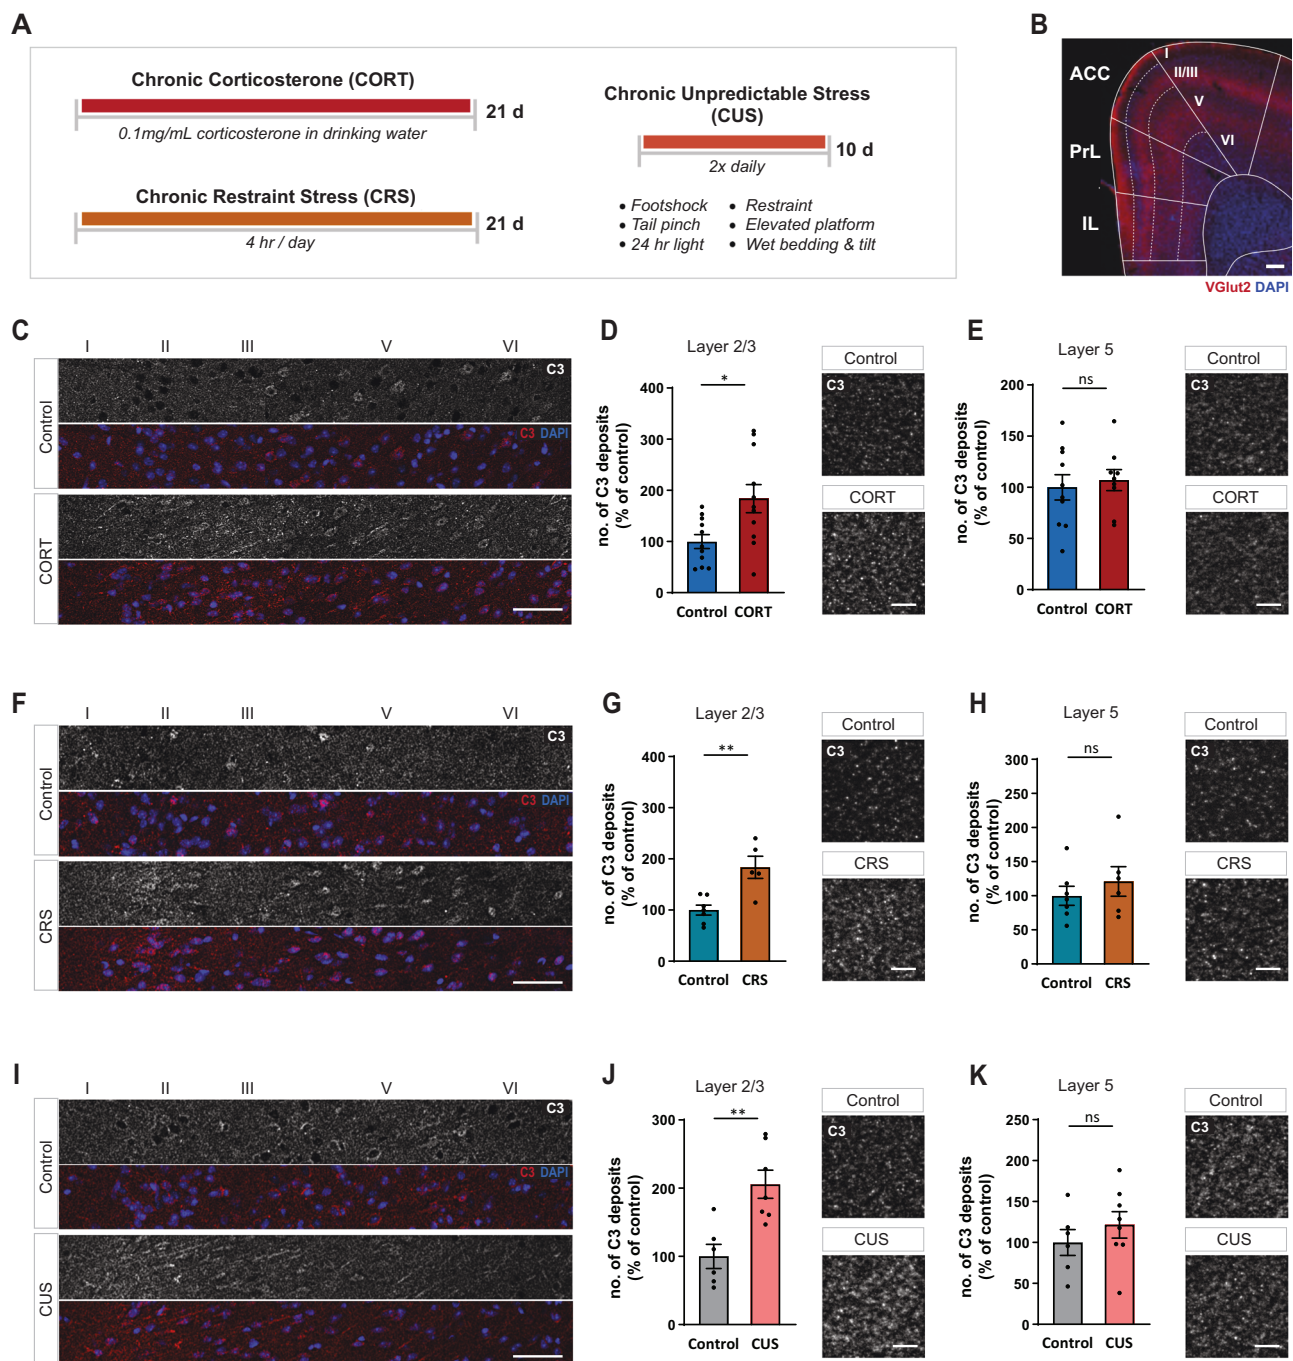 A
Chronic Corticosterone (CORT)
21 d
0.1mg/mL corticosterone in drinking water
Chronic Restraint Stress (CRS)
21 d
4 hr / day
Chronic Unpredictable Stress
(CUS)
10 d
2x daily
• Footshock
• Tail pinch
• 24 hr light
• Restraint
• Elevated platform
• Wet bedding & tilt
B
ACC
PrL
IL
I
II/III
V
VI
VGlut2 DAPI
C
I II III V VI
Control
C3
C3 DAPI
CORT
D
Layer 2/3
no. of C3 deposits
(% of control)
400
300
200
100
0
*
Control CORT
Control
C3
CORT
E
Layer 5
no. of C3 deposits
(% of control)
200
150
100
50
0
ns
Control CORT
Control
CORT
F
I II III V VI
Control
C3
C3 DAPI
CRS
G
Layer 2/3
no. of C3 deposits
(% of control)
400
300
200
100
0
**
Control CRS
Control
C3
CRS
H
Layer 5
no. of C3 deposits
(% of control)
300
250
200
150
100
50
0
ns
Control CRS
Control
CRS
I
I II III V VI
Control
C3
C3 DAPI
CUS
J
Layer 2/3
no. of C3 deposits
(% of control)
300
200
100
0
**
Control CUS
Control
C3
CUS
K
Layer 5
no. of C3 deposits
(% of control)
250
200
150
100
50
0
ns
Control CUS
Control
CUS